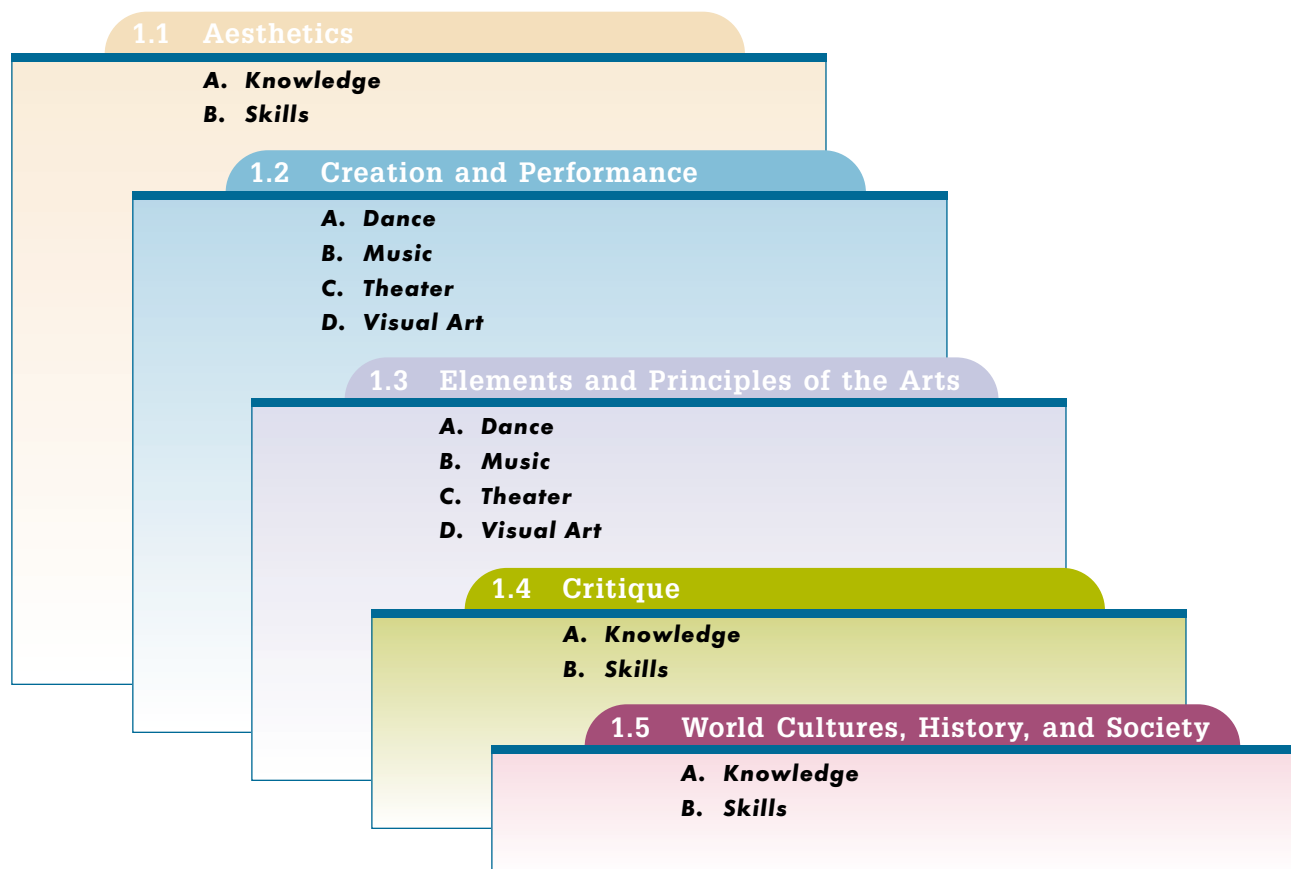 1.1 Aesthetics
A. Knowledge
B. Skills
1.2 Creation and Performance
A. Dance
B. Music
C. Theater
D. Visual Art
1.3 Elements and Principles of the Arts
A. Dance
B. Music
C. Theater
D. Visual Art
1.4 Critique
A. Knowledge
B. Skills
1.5 World Cultures, History, and Society
A. Knowledge
B. Skills